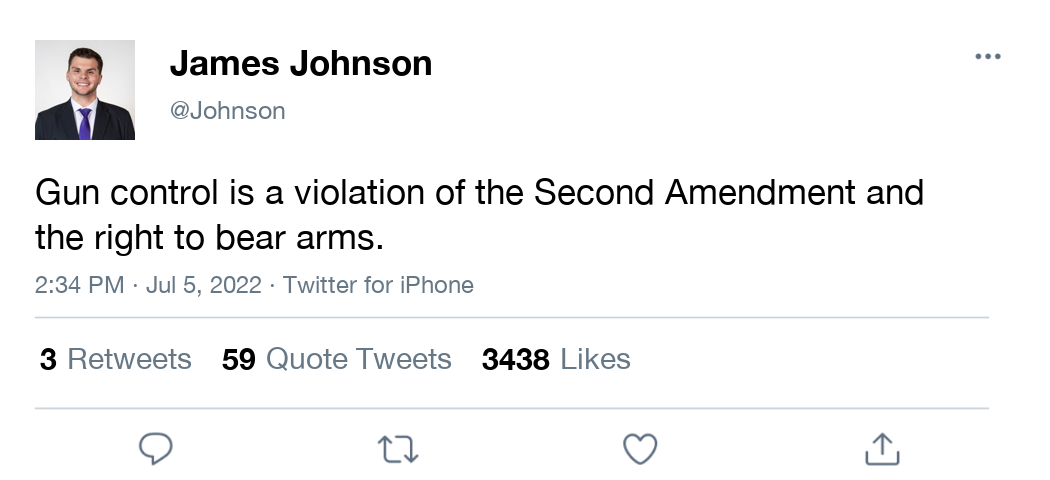 James Johnson
@Johnson
Gun control is a violation of the Second Amendment and
the right to bear arms.
2:34 PM · Jul 5, 2022 · Twitter for iPhone
3 Retweets 59 Quote Tweets 3438 Likes